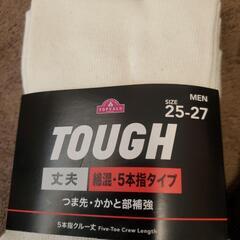 TOPVALU
MEN
SIZE 25-27
TOUGH
丈夫 綿混・5本指タイプ
つま先・かかと部補強
5本指クルー丈 Five-Toe Crew Length